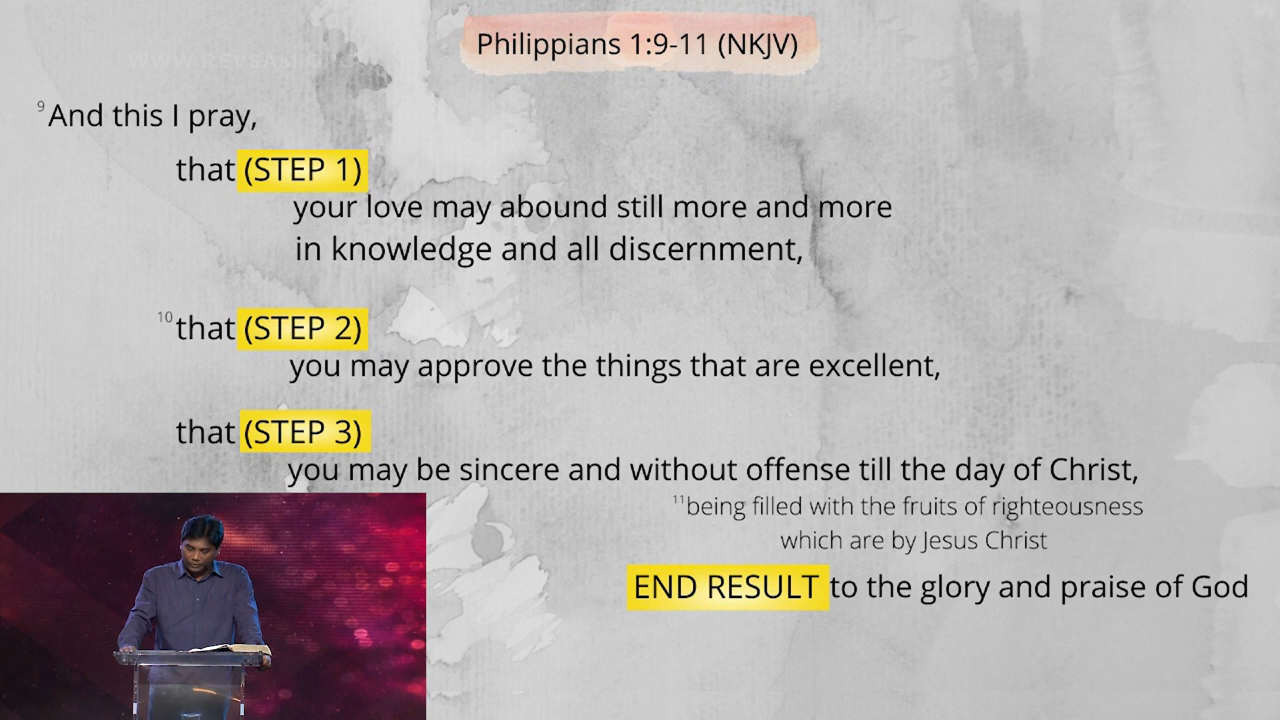 Philippians 1:9-11 (NKJV)
9 And this I pray,
that (STEP 1)
your love may abound still more and more
in knowledge and all discernment,
10 that (STEP 2)
you may approve the things that are excellent,
that (STEP 3)
you may be sincere and without offense till the day of Christ,
11 being filled with the fruits of righteousness
which are by Jesus Christ
END RESULT to the glory and praise of God